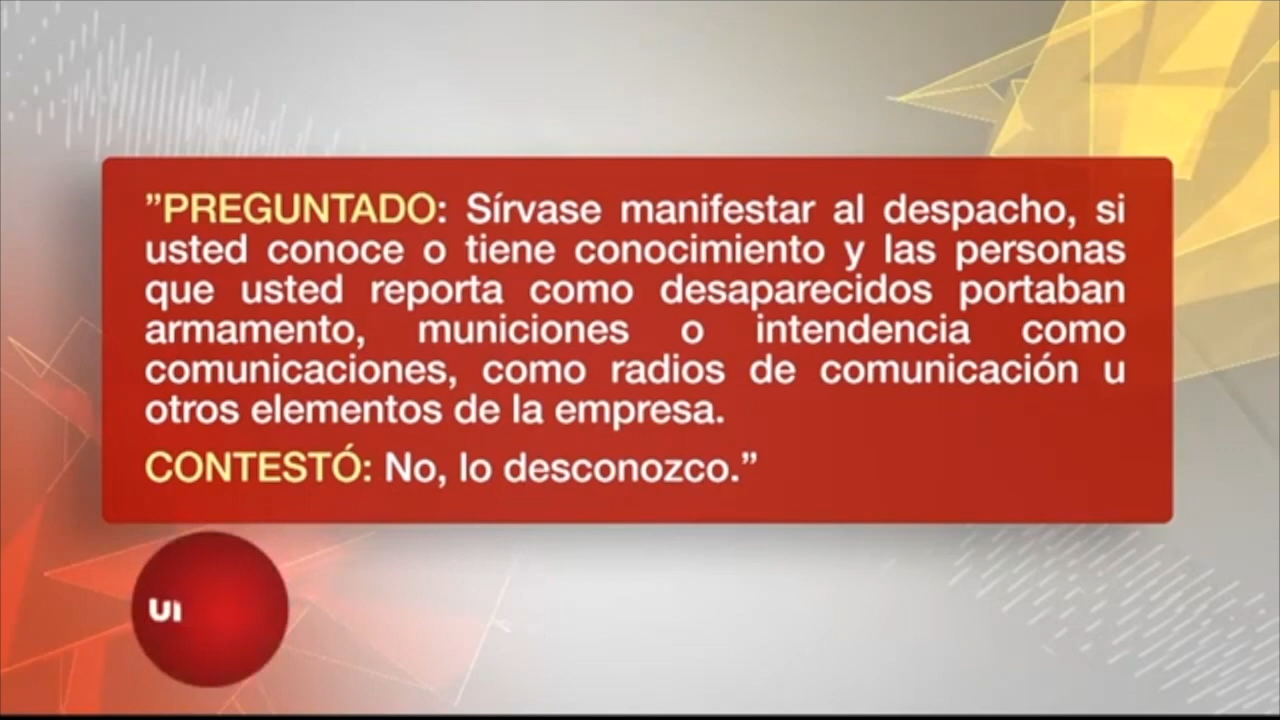 ”PREGUNTADO: Sírvase manifestar al despacho, si
usted conoce o tiene conocimiento y las personas
que usted reporta como desaparecidos portaban
armamento, municiones o intendencia como
comunicaciones, como radios de comunicación u
otros elementos de la empresa.
CONTESTÓ: No, lo desconozco.”
UI